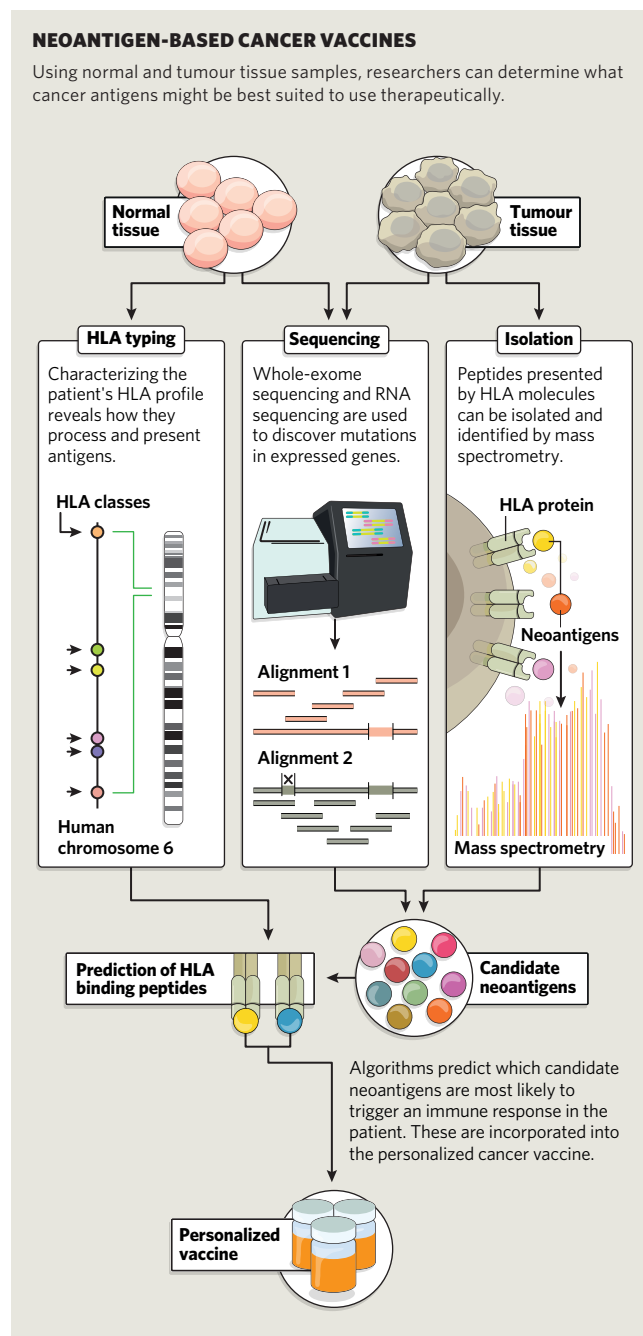 NEOANTIGEN-BASED CANCER VACCINES
Using normal and tumour tissue samples, researchers can determine what
cancer antigens might be best suited to use therapeutically.
Normal
tissue
Tumour
tissue
HLA typing
Characterizing the
patient's HLA profile
reveals how they
process and present
antigens.
HLA classes
Human
chromosome 6
Sequencing
Whole-exome
sequencing and RNA
sequencing are used
to discover mutations
in expressed genes.
Alignment 1
Alignment 2
X
Isolation
Peptides presented
by HLA molecules
can be isolated and
identified by mass
spectrometry.
HLA protein
Neoantigens
Mass spectrometry
Prediction of HLA
binding peptides
Candidate
neoantigens
Algorithms predict which candidate
neoantigens are most likely to
trigger an immune response in the
patient. These are incorporated into
the personalized cancer vaccine.
Personalized
vaccine